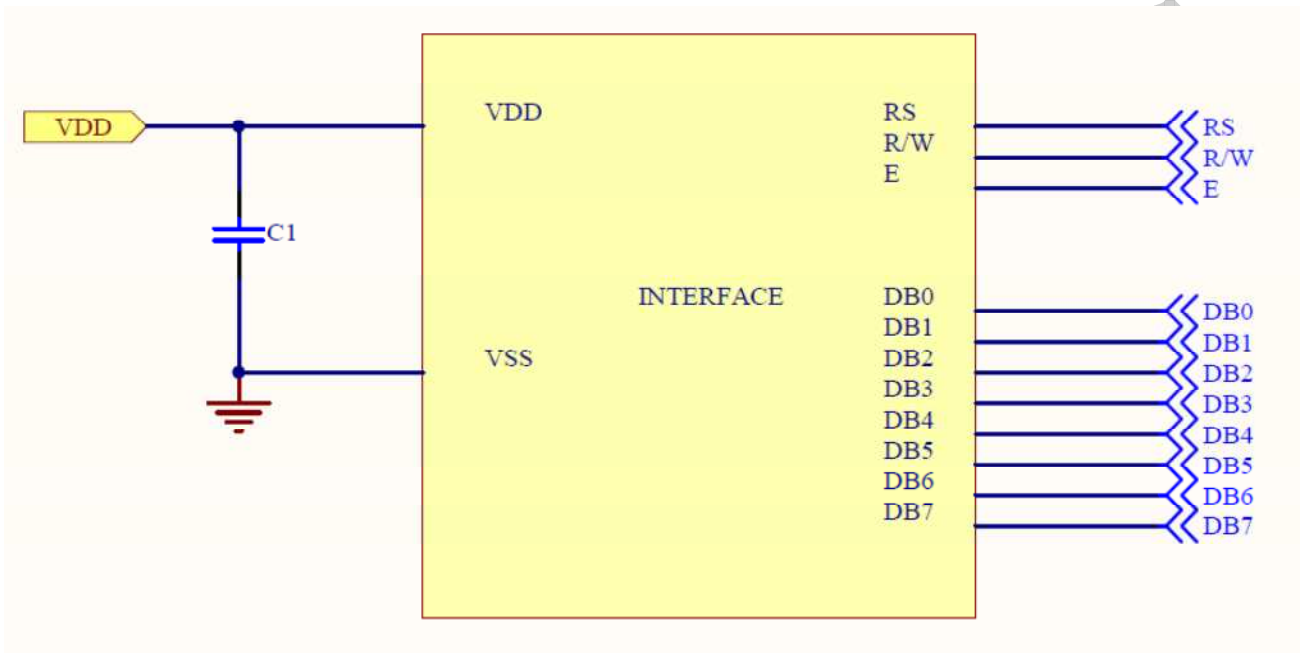 VDD
C1
VDD
VSS
INTERFACE
RS
R/W
E
DB0
DB1
DB2
DB3
DB4
DB5
DB6
DB7
RS
R/W
E
DB0
DB1
DB2
DB3
DB4
DB5
DB6
DB7